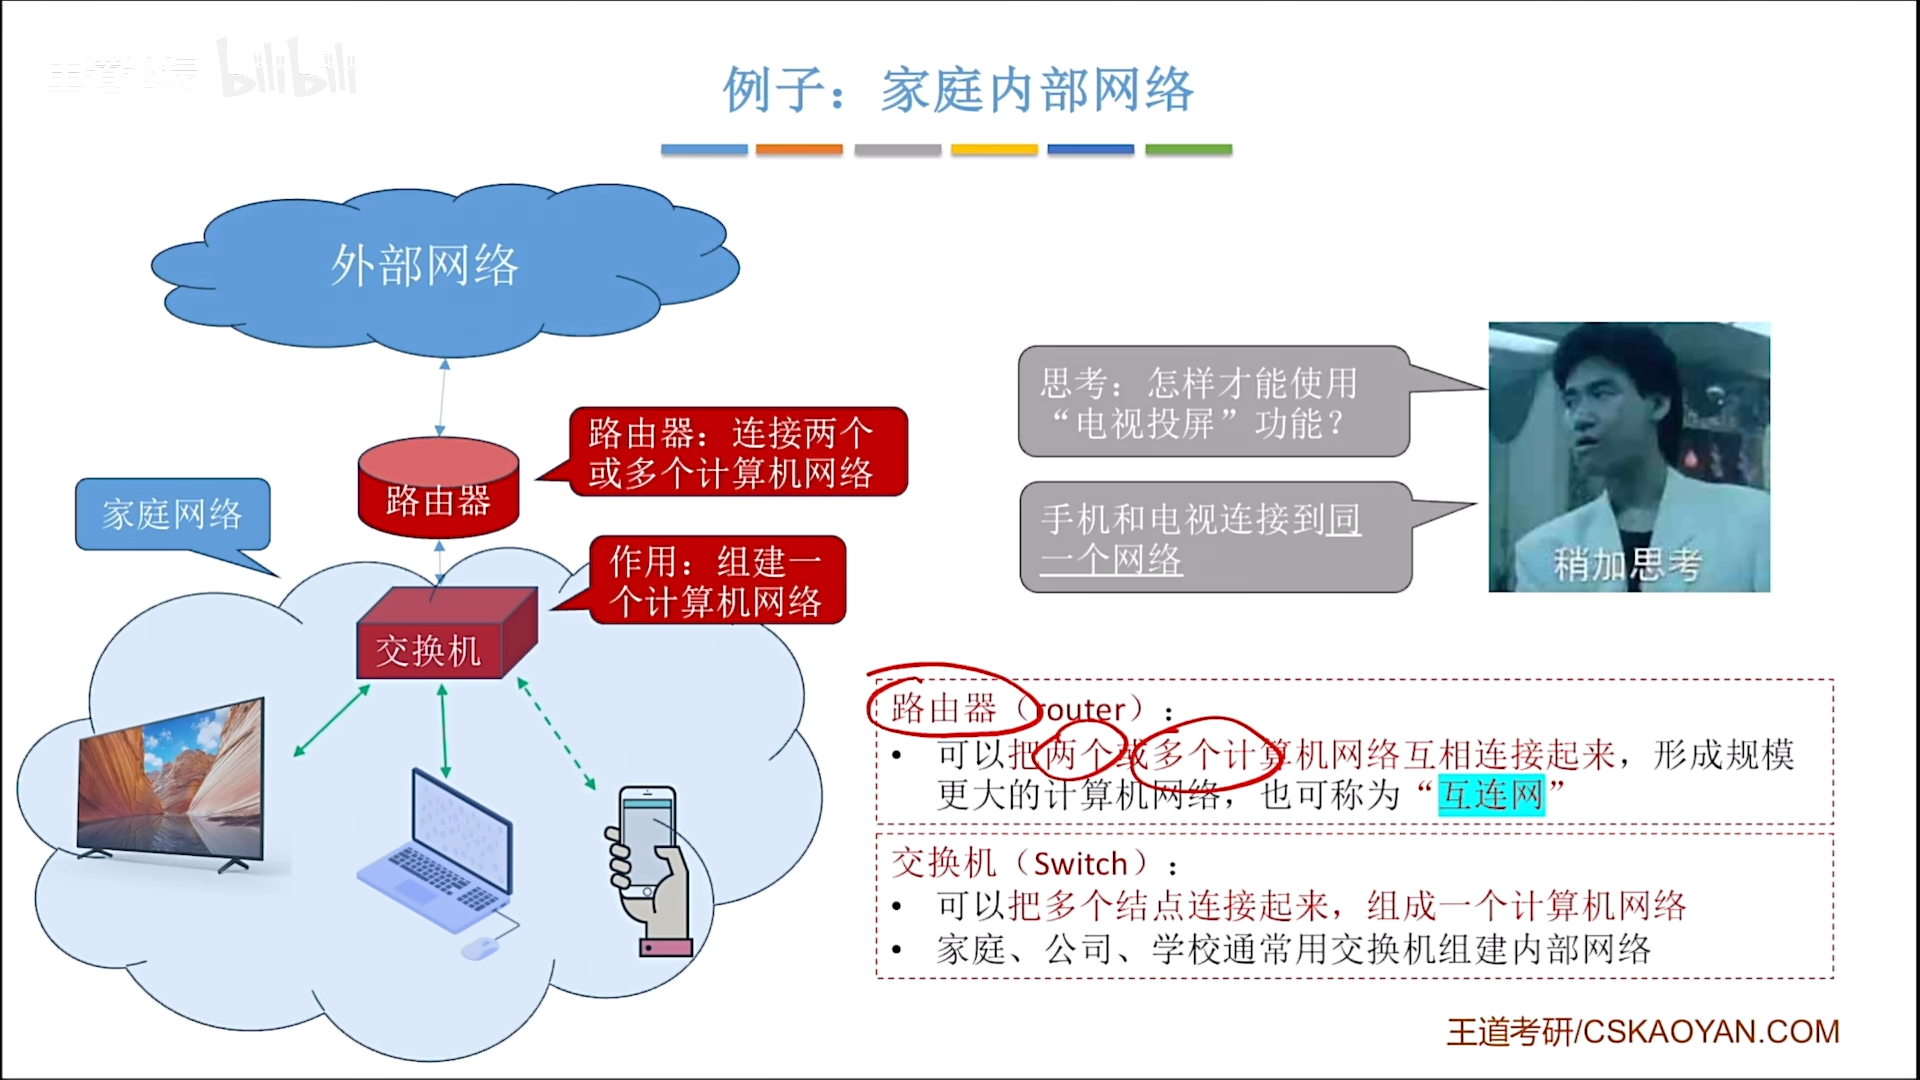 王道论坛 bilibili
例子：家庭内部网络
外部网络
路由器：连接两个
或多个计算机网络
路由器
家庭网络
作用：组建一
个计算机网络
交换机
思考：怎样才能使用
“电视投屏”功能？
手机和电视连接到同
一个网络
稍加思考
路由器（router）：
• 可以把两个或多个计算机网络互相连接起来，形成规模
更大的计算机网络，也可称为“互连网”
交换机（Switch）：
• 可以把多个结点连接起来，组成一个计算机网络
• 家庭、公司、学校通常用交换机组建内部网络
王道考研/CSKAOYAN.COM